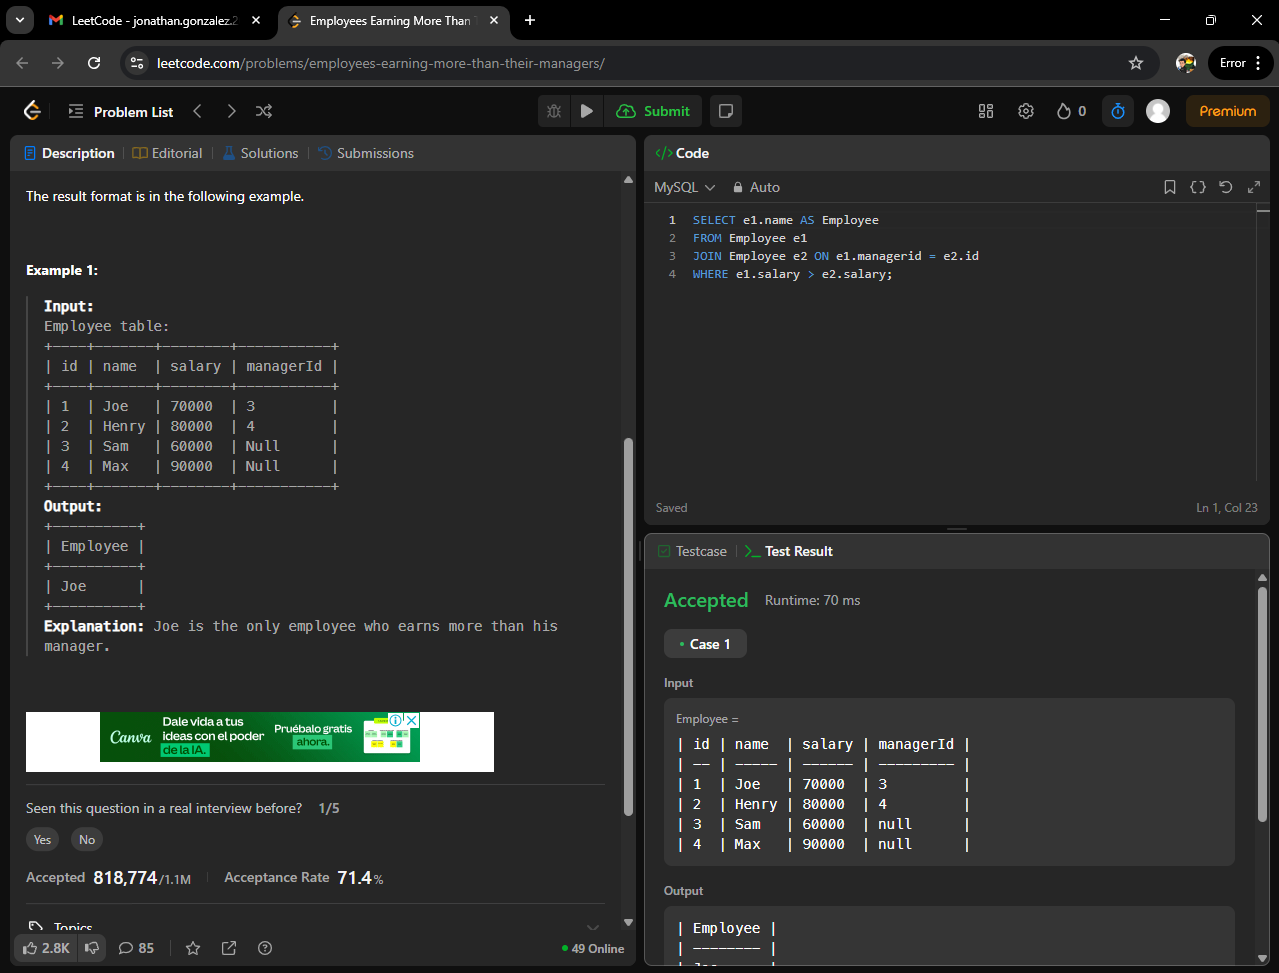 LeetCode - jonathan.gonzalez.2
Employees Earning More Than
leetcode.com/problems/employees-earning-more-than-their-managers/
Error
Problem List
Submit
0
Premium
Description
Editorial
Solutions
Submissions
The result format is in the following example.
Example 1:
Input:
Employee table:
+----+-------+--------+-----------+
| id | name  | salary | managerId |
+----+-------+--------+-----------+
| 1  | Joe   | 70000  | 3         |
| 2  | Henry | 80000  | 4         |
| 3  | Sam   | 60000  | Null      |
| 4  | Max   | 90000  | Null      |
+----+-------+--------+-----------+
Output:
+----------+
| Employee |
+----------+
| Joe      |
+----------+
Explanation: Joe is the only employee who earns more than his
manager.
Canva
Dale vida a tus
ideas con el poder
de la IA.
Pruébalo gratis
ahora.
Seen this question in a real interview before? 1/5
Yes
No
Accepted 818,774/1.1M
Acceptance Rate 71.4%
Topics
2.8K
85
49 Online
</> Code
MySQL
Auto
1 SELECT e1.name AS Employee
2 FROM Employee e1
3 JOIN Employee e2 ON e1.managerid = e2.id
4 WHERE e1.salary > e2.salary;
Saved
Ln 1, Col 23
Testcase
Test Result
Accepted
Runtime: 70 ms
Case 1
Input
Employee =
| id | name  | salary | managerId |
| -- | ----- | ------ | --------- |
| 1  | Joe   | 70000  | 3         |
| 2  | Henry | 80000  | 4         |
| 3  | Sam   | 60000  | null      |
| 4  | Max   | 90000  | null      |
Output
| Employee |
| -------- |